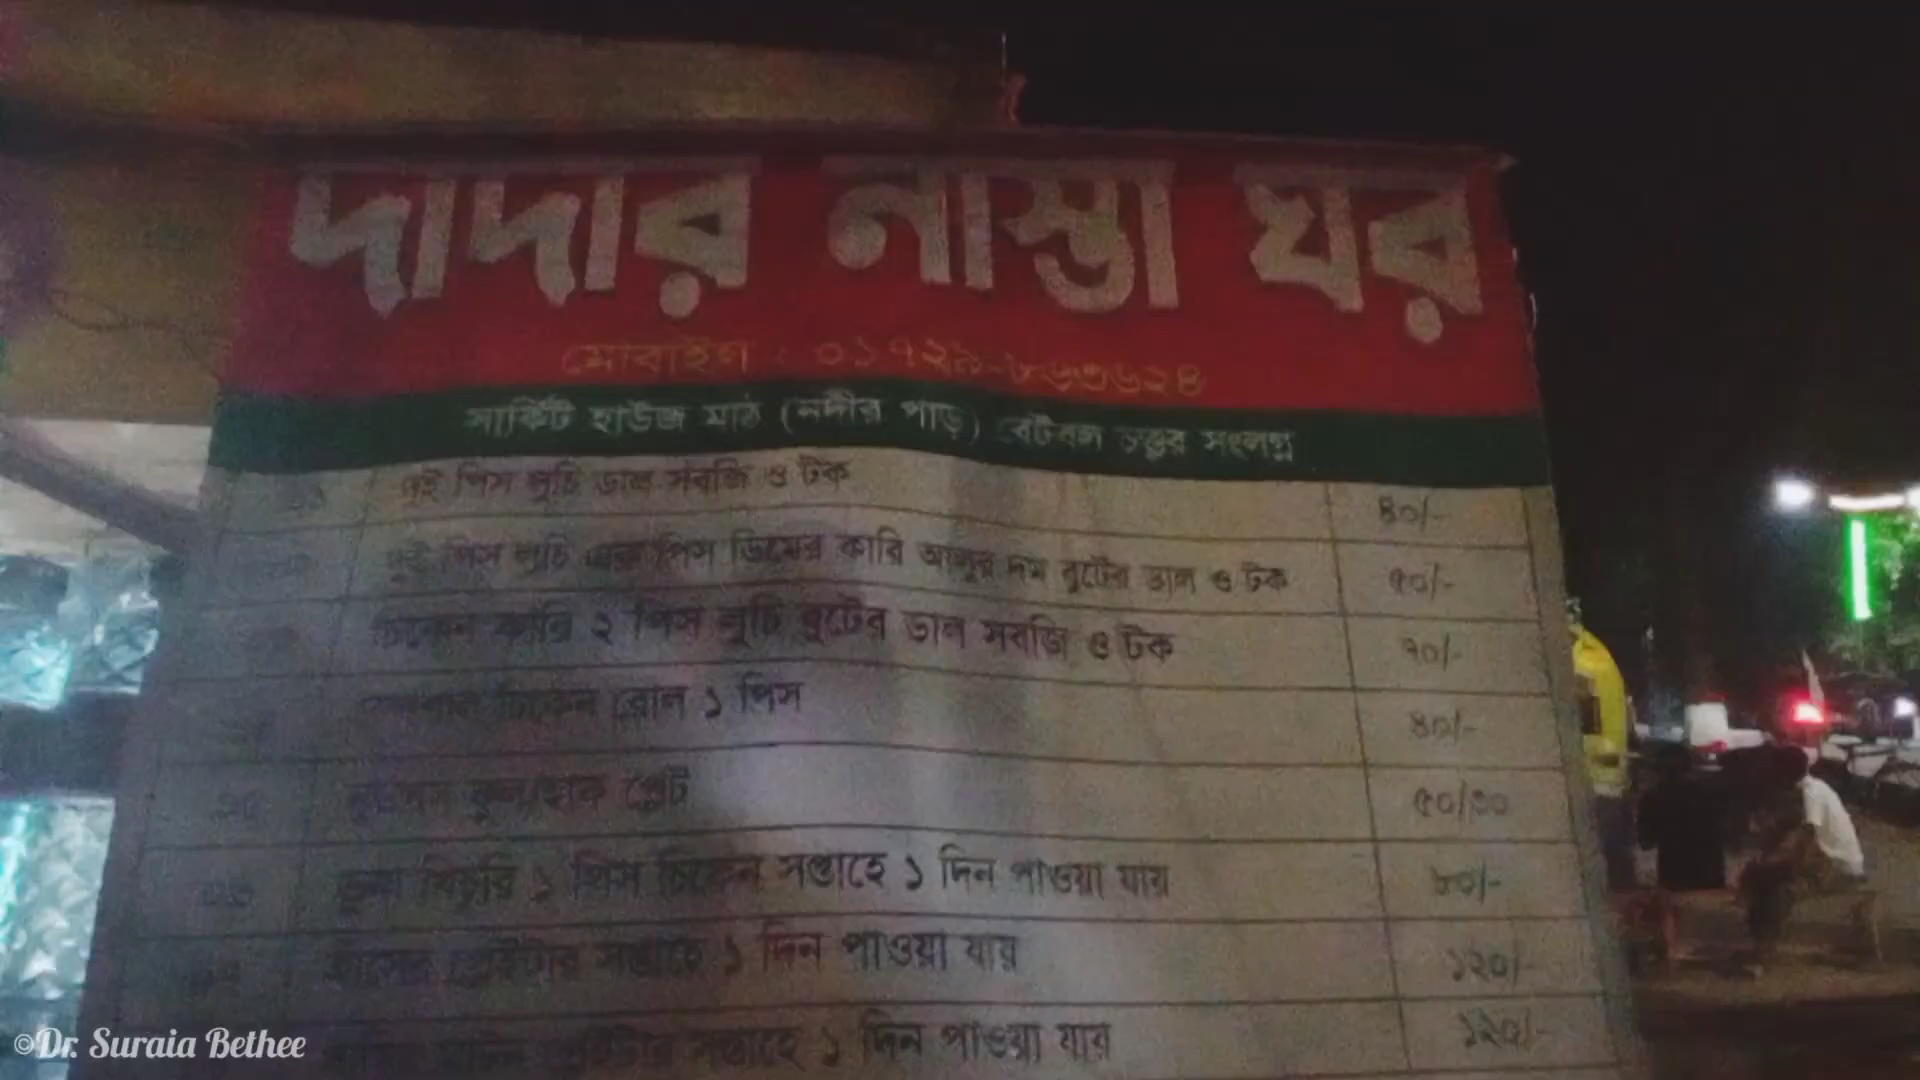 দাদার নাস্তা ঘর
মোবাইল : ০১৭২৯-৮৬৩৬২৪
সার্কিট হাউজ মাঠ (নদীর পাড়) বেটবল চত্ত্বর সংলগ্ন
দুই পিস লুচি ডাল সবজি ও টক ৪০/-
দুই পিস লুচি এক পিস ডিমের কারি আলুর দম বুটের ডাল ও টক ৫০/-
চিকেন কারি ২ পিস লুচি বুটের ডাল সবজি ও টক ৭০/-
চিকেন রোল ১ পিস ৪০/-
প্লেট ৫০/৩০
১ পিস চিকেন সপ্তাহে ১ দিন পাওয়া যায় ৮০/-
সপ্তাহে ১ দিন পাওয়া যায় ১২০/-
সপ্তাহে ১ দিন পাওয়া যায় ১২০/-
©Dr. Suraia Bethee